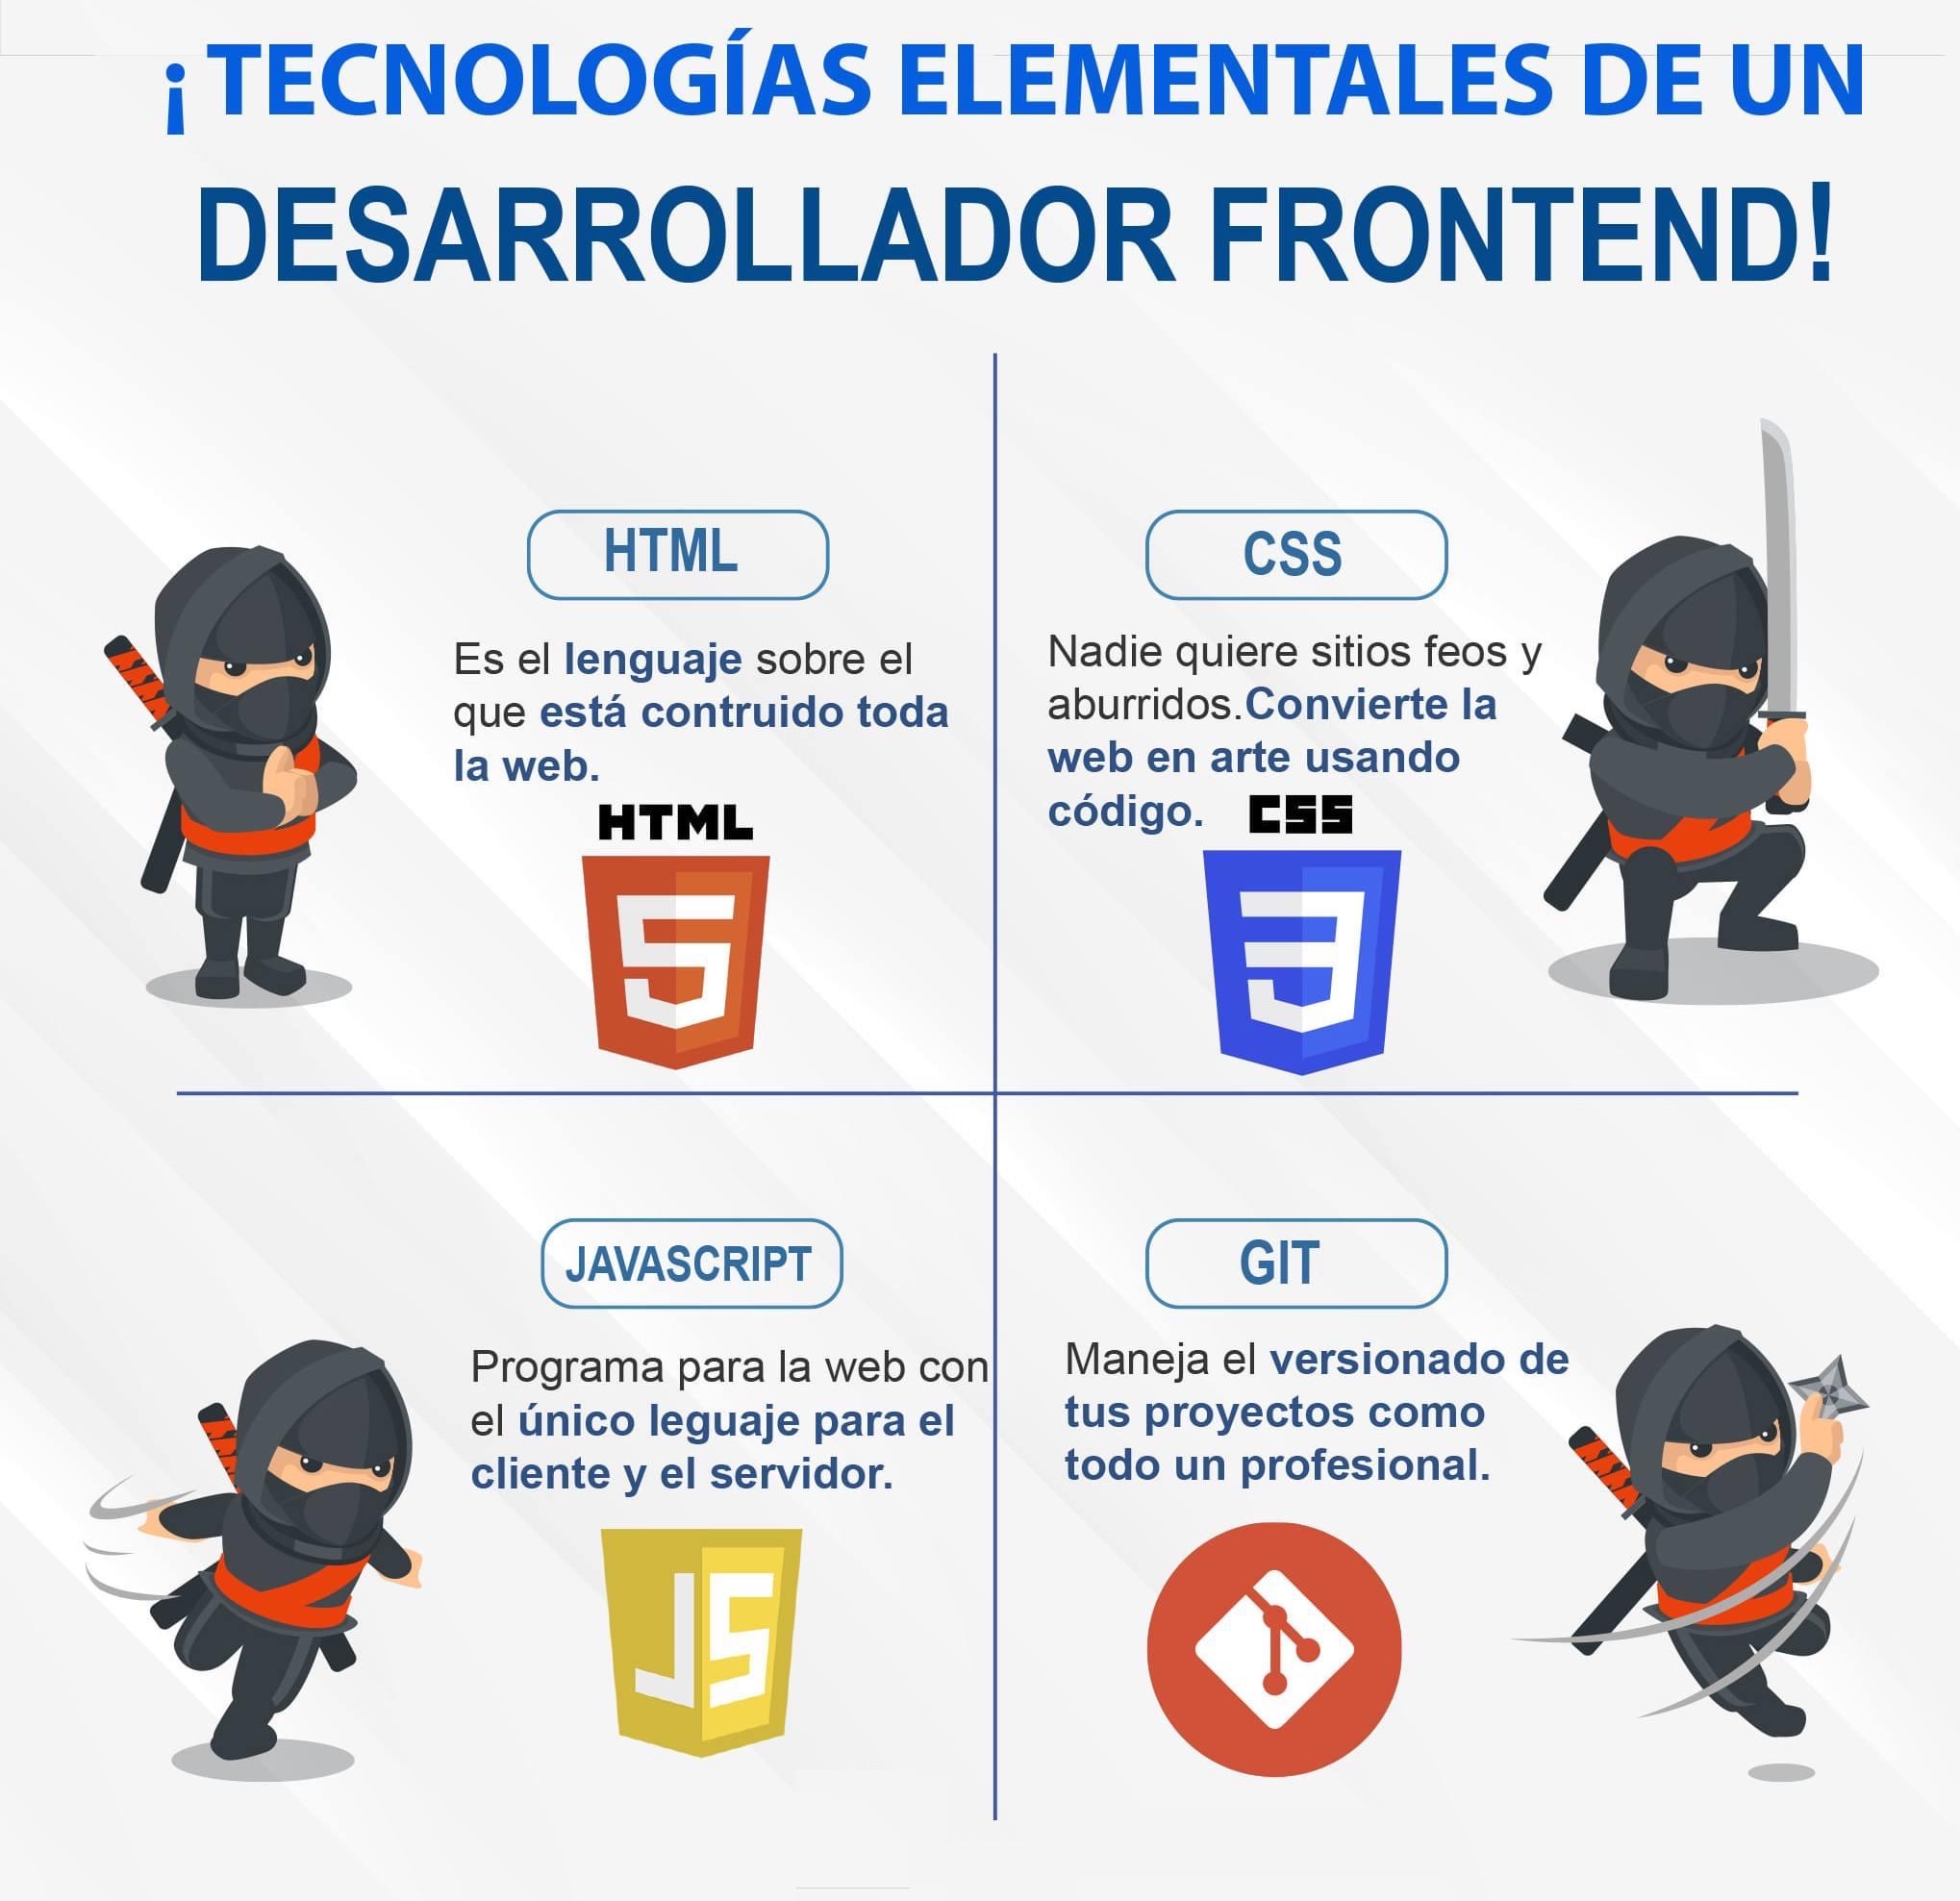 ¡TECNOLOGÍAS ELEMENTALES DE UN
DESARROLLADOR FRONTEND!
HTML
Es el lenguaje sobre el
que está contruido toda
la web.
HTML
5
CSS
Nadie quiere sitios feos y
aburridos.Convierte la
web en arte usando
código.
CSS
3
JAVASCRIPT
Programa para la web con
el único leguaje para el
cliente y el servidor.
JS
GIT
Maneja el versionado de
tus proyectos como
todo un profesional.